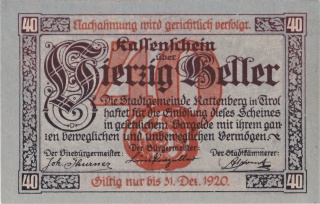 40 Nachahmung wird gerichtlich verfolgt. 40
Kassenschein
über
Vierzig Heller
Die Stadtgemeinde Rattenberg in Tirol
haftet für die Einlösung dieses Scheines
in gesetzlichem Bargelde mit ihrem gan
zen beweglichen und unbeweglichen Vermögen
Der Vizebürgermeister: Der Bürgermeister: Der Stadtkämmerer:
40 Giltig nur bis 31. Dez. 1920. 40